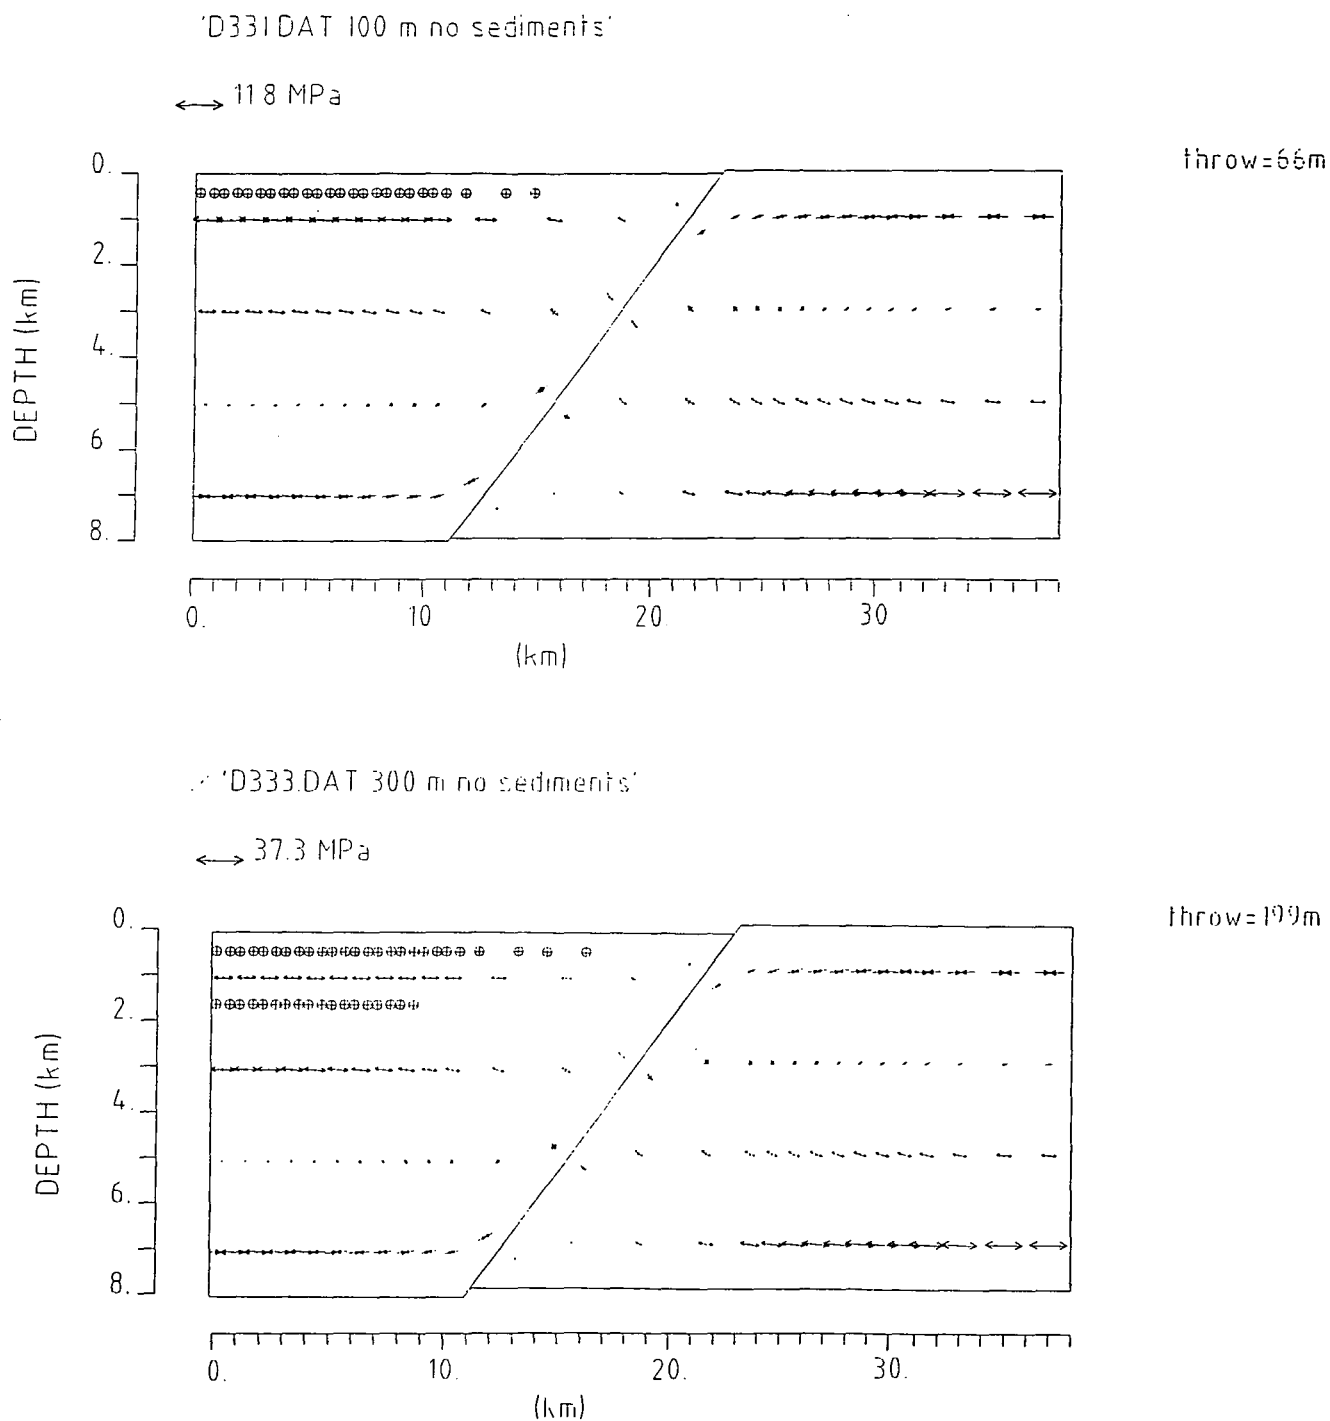 'D331DAT 100 m no sediments'
11.8 MPa
throw=66m
DEPTH (km)
0.
2.
4.
6
8.
0.
10
20.
30
(km)
'D333.DAT 300 m no sediments'
37.3 MPa
throw=199m
DEPTH (km)
0.
2.
4.
6.
8.
0.
10.
20.
30.
(km)